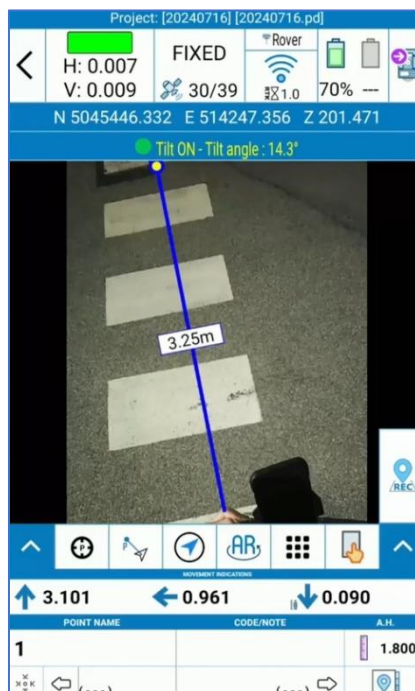 Project: [20240716] [20240716.pd]
H: 0.007
V: 0.009
FIXED
30/39
Rover
1.0
70% ---
N 5045446.332 E 514247.356 Z 201.471
Tilt ON - Tilt angle : 14.3°
3.25m
REC
P
P
AR
MOVEMENT INDICATIONS
3.101 0.961 0.090
POINT NAME CODE/NOTE A.H.
1 1.800
(---) (---)